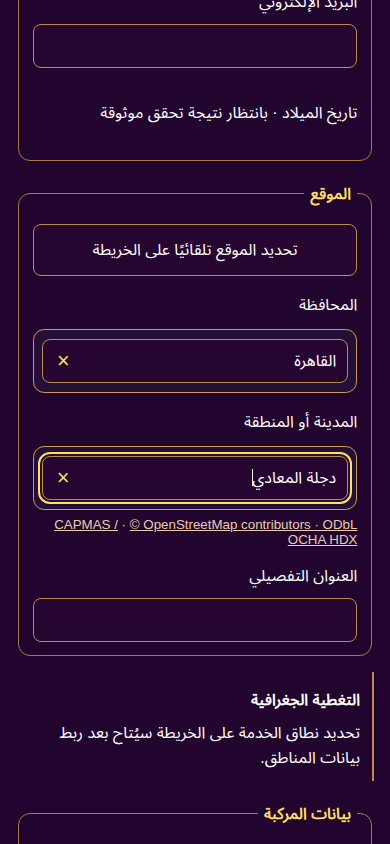 البريد الإلكتروني
تاريخ الميلاد · بانتظار نتيجة تحقق موثوقة
الموقع
تحديد الموقع تلقائيًا على الخريطة
المحافظة
القاهرة ×
المدينة أو المنطقة
دجلة المعادي ×
© OpenStreetMap contributors · ODbL · CAPMAS /
OCHA HDX
العنوان التفصيلي
التغطية الجغرافية
تحديد نطاق الخدمة على الخريطة سيُتاح بعد ربط
بيانات المناطق.
بيانات المركبة